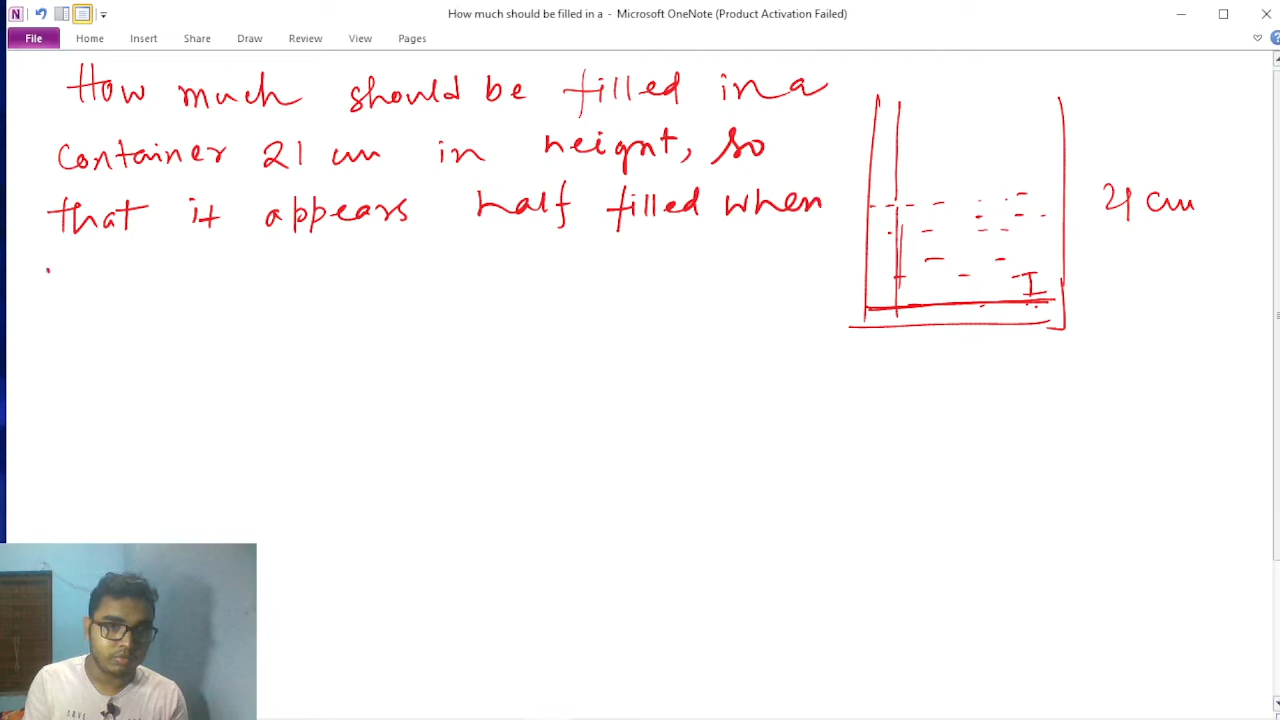 How much should be filled in a - Microsoft OneNote (Product Activation Failed)
File Home Insert Share Draw Review View Pages
How much should be filled in a
container 21 cm in height, so
that it appears half filled when
21 cm
I